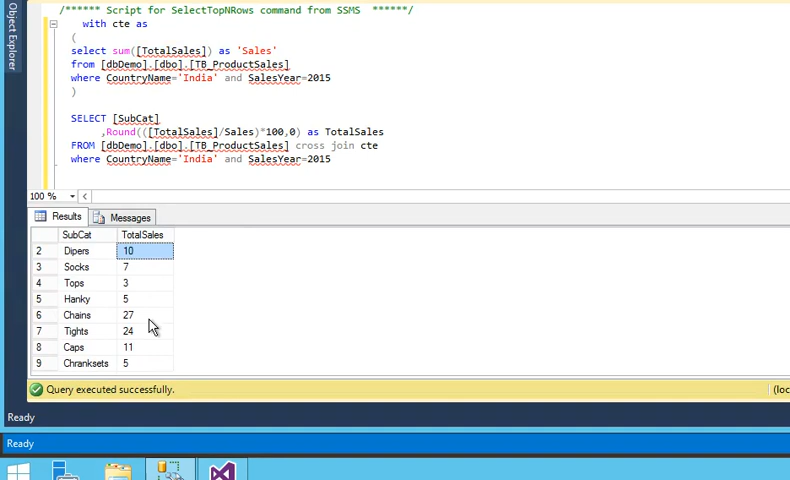 Object Explorer
/****** Script for SelectTopNRows command from SSMS ******/
with cte as
(
select sum([TotalSales]) as 'Sales'
from [dbDemo].[dbo].[TB_ProductSales]
where CountryName='India' and SalesYear=2015
)
SELECT [SubCat]
,Round(([TotalSales]/Sales)*100,0) as TotalSales
FROM [dbDemo].[dbo].[TB_ProductSales] cross join cte
where CountryName='India' and SalesYear=2015
100 %
Results Messages
SubCat TotalSales
2 Dipers 10
3 Socks 7
4 Tops 3
5 Hanky 5
6 Chains 27
7 Tights 24
8 Caps 11
9 Chranksets 5
Query executed successfully. (loc
Ready
Ready